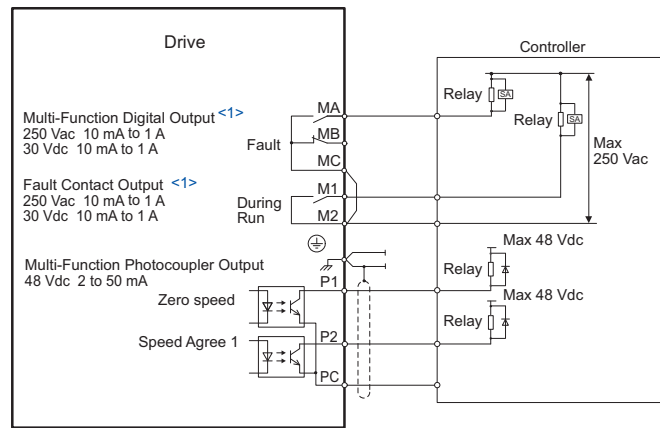 Drive
Controller
Multi-Function Digital Output <1>
250 Vac 10 mA to 1 A
30 Vdc 10 mA to 1 A
Fault
MA
MB
MC
Relay
SA
Relay
SA
Max
250 Vac
Fault Contact Output <1>
250 Vac 10 mA to 1 A
30 Vdc 10 mA to 1 A
During
Run
M1
M2
Multi-Function Photocoupler Output
48 Vdc 2 to 50 mA
Zero speed
P1
Max 48 Vdc
Relay
Max 48 Vdc
Speed Agree 1
P2
Relay
PC